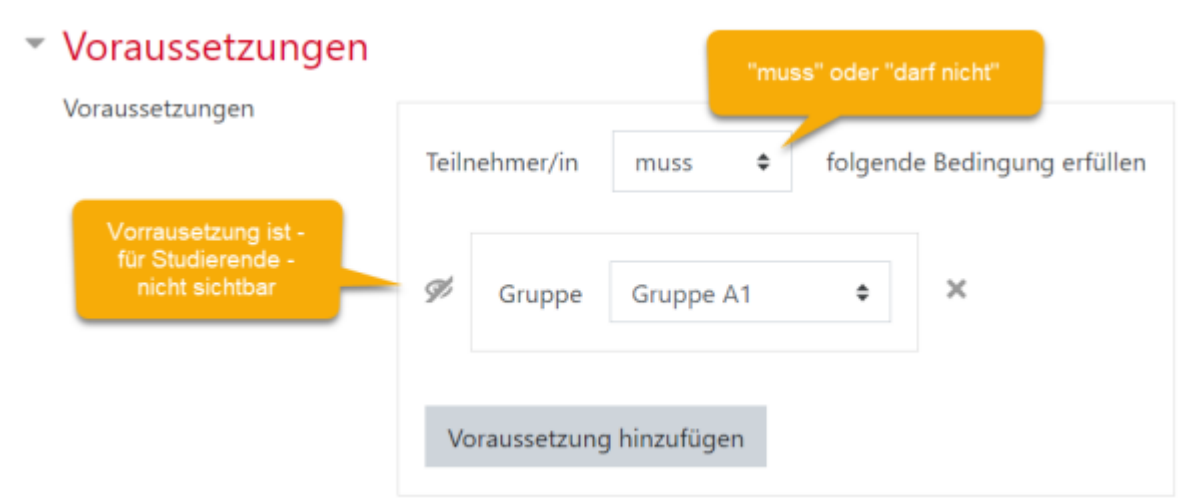 Voraussetzungen
"muss" oder "darf nicht"
Voraussetzungen
Teilnehmer/in muss folgende Bedingung erfüllen
Vorrausetzung ist -
für Studierende -
nicht sichtbar
Gruppe Gruppe A1
Voraussetzung hinzufügen